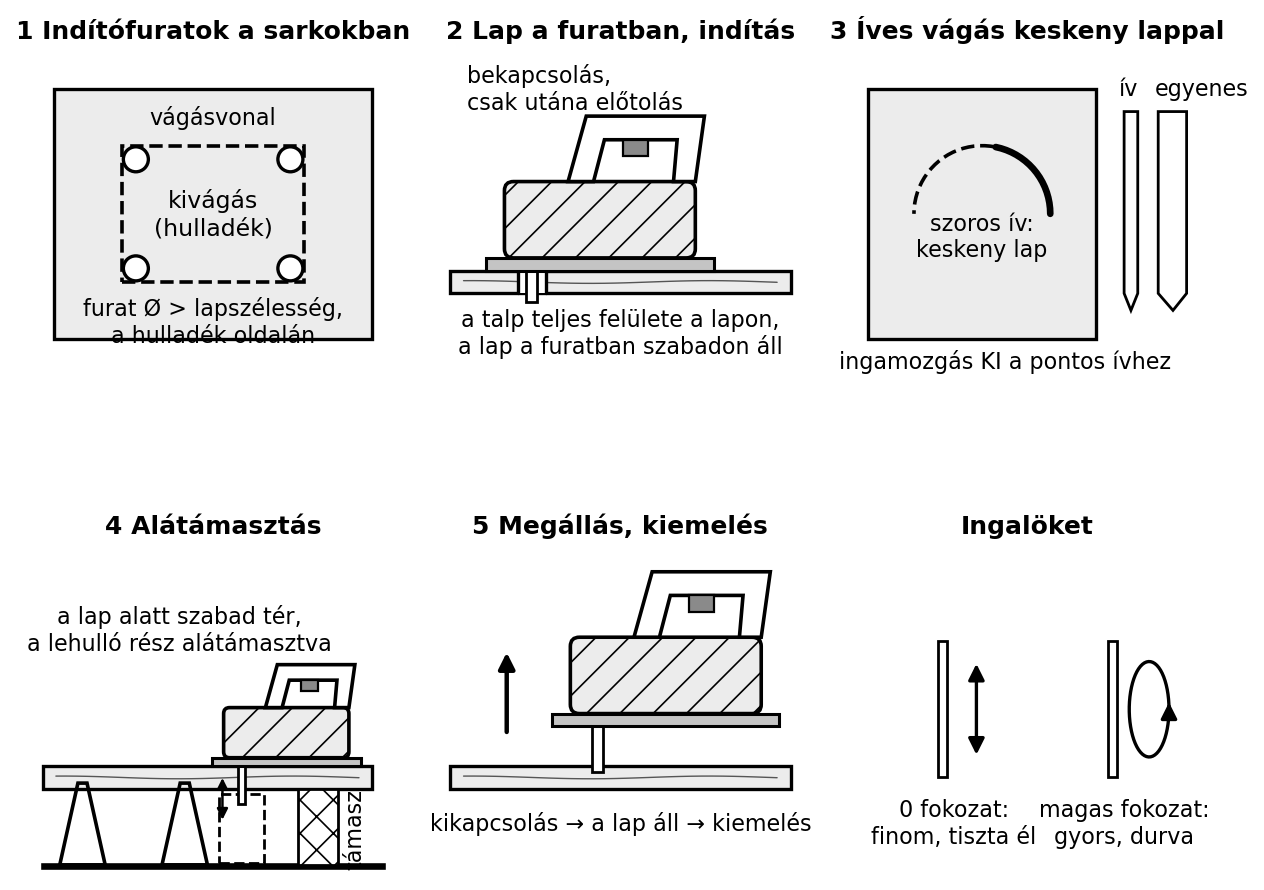 1 Indítófuratok a sarkokban
vágásvonal
kivágás
(hulladék)
furat Ø > lapszélesség,
a hulladék oldalán
2 Lap a furatban, indítás
bekapcsolás,
csak utána előtolás
a talp teljes felülete a lapon,
a lap a furatban szabadon áll
3 Íves vágás keskeny lappal
ív
egyenes
szoros ív:
keskeny lap
ingamozgás KI a pontos ívhez
4 Alátámasztás
a lap alatt szabad tér,
a lehulló rész alátámasztva
támasz
5 Megállás, kiemelés
kikapcsolás → a lap áll → kiemelés
Ingalöket
0 fokozat:
finom, tiszta él
magas fokozat:
gyors, durva